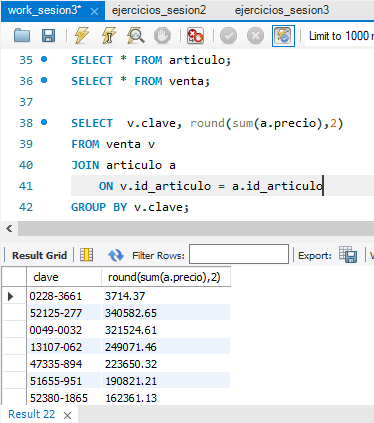 work_sesion3* × ejercicios_sesion2 ejercicios_sesion3
Limit to 1000 r
35 SELECT * FROM articulo;
36 SELECT * FROM venta;
37
38 SELECT v.clave, round(sum(a.precio),2)
39 FROM venta v
40 JOIN articulo a
41 ON v.id_articulo = a.id_articulo
42 GROUP BY v.clave;
Result Grid Filter Rows: Export:
clave round(sum(a.precio),2)
0228-3661 3714.37
52125-277 340582.65
0049-0032 321524.61
13107-062 249071.46
47335-894 223650.32
51655-951 190821.21
52380-1865 162361.13
Result 22 ×